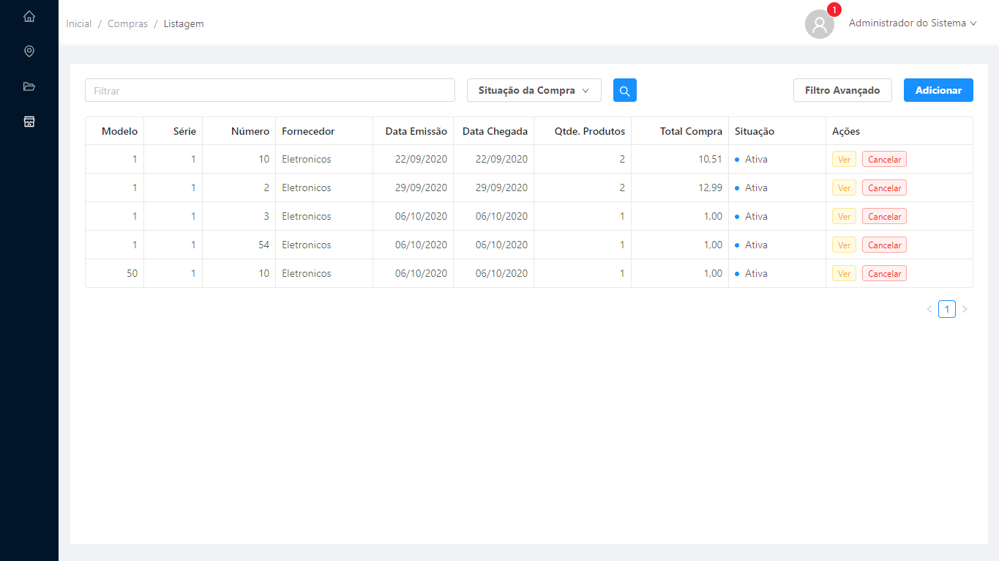 1
Inicial / Compras / Listagem
Administrador do Sistema
Filtrar
Situação da Compra
Filtro Avançado
Adicionar
Modelo Série Número Fornecedor Data Emissão Data Chegada Qtde. Produtos Total Compra Situação Ações
1 1 10 Eletronicos 22/09/2020 22/09/2020 2 10,51 Ativa Ver Cancelar
1 1 2 Eletronicos 29/09/2020 29/09/2020 2 12,99 Ativa Ver Cancelar
1 1 3 Eletronicos 06/10/2020 06/10/2020 1 1,00 Ativa Ver Cancelar
1 1 54 Eletronicos 06/10/2020 06/10/2020 1 1,00 Ativa Ver Cancelar
50 1 10 Eletronicos 06/10/2020 06/10/2020 1 1,00 Ativa Ver Cancelar
1